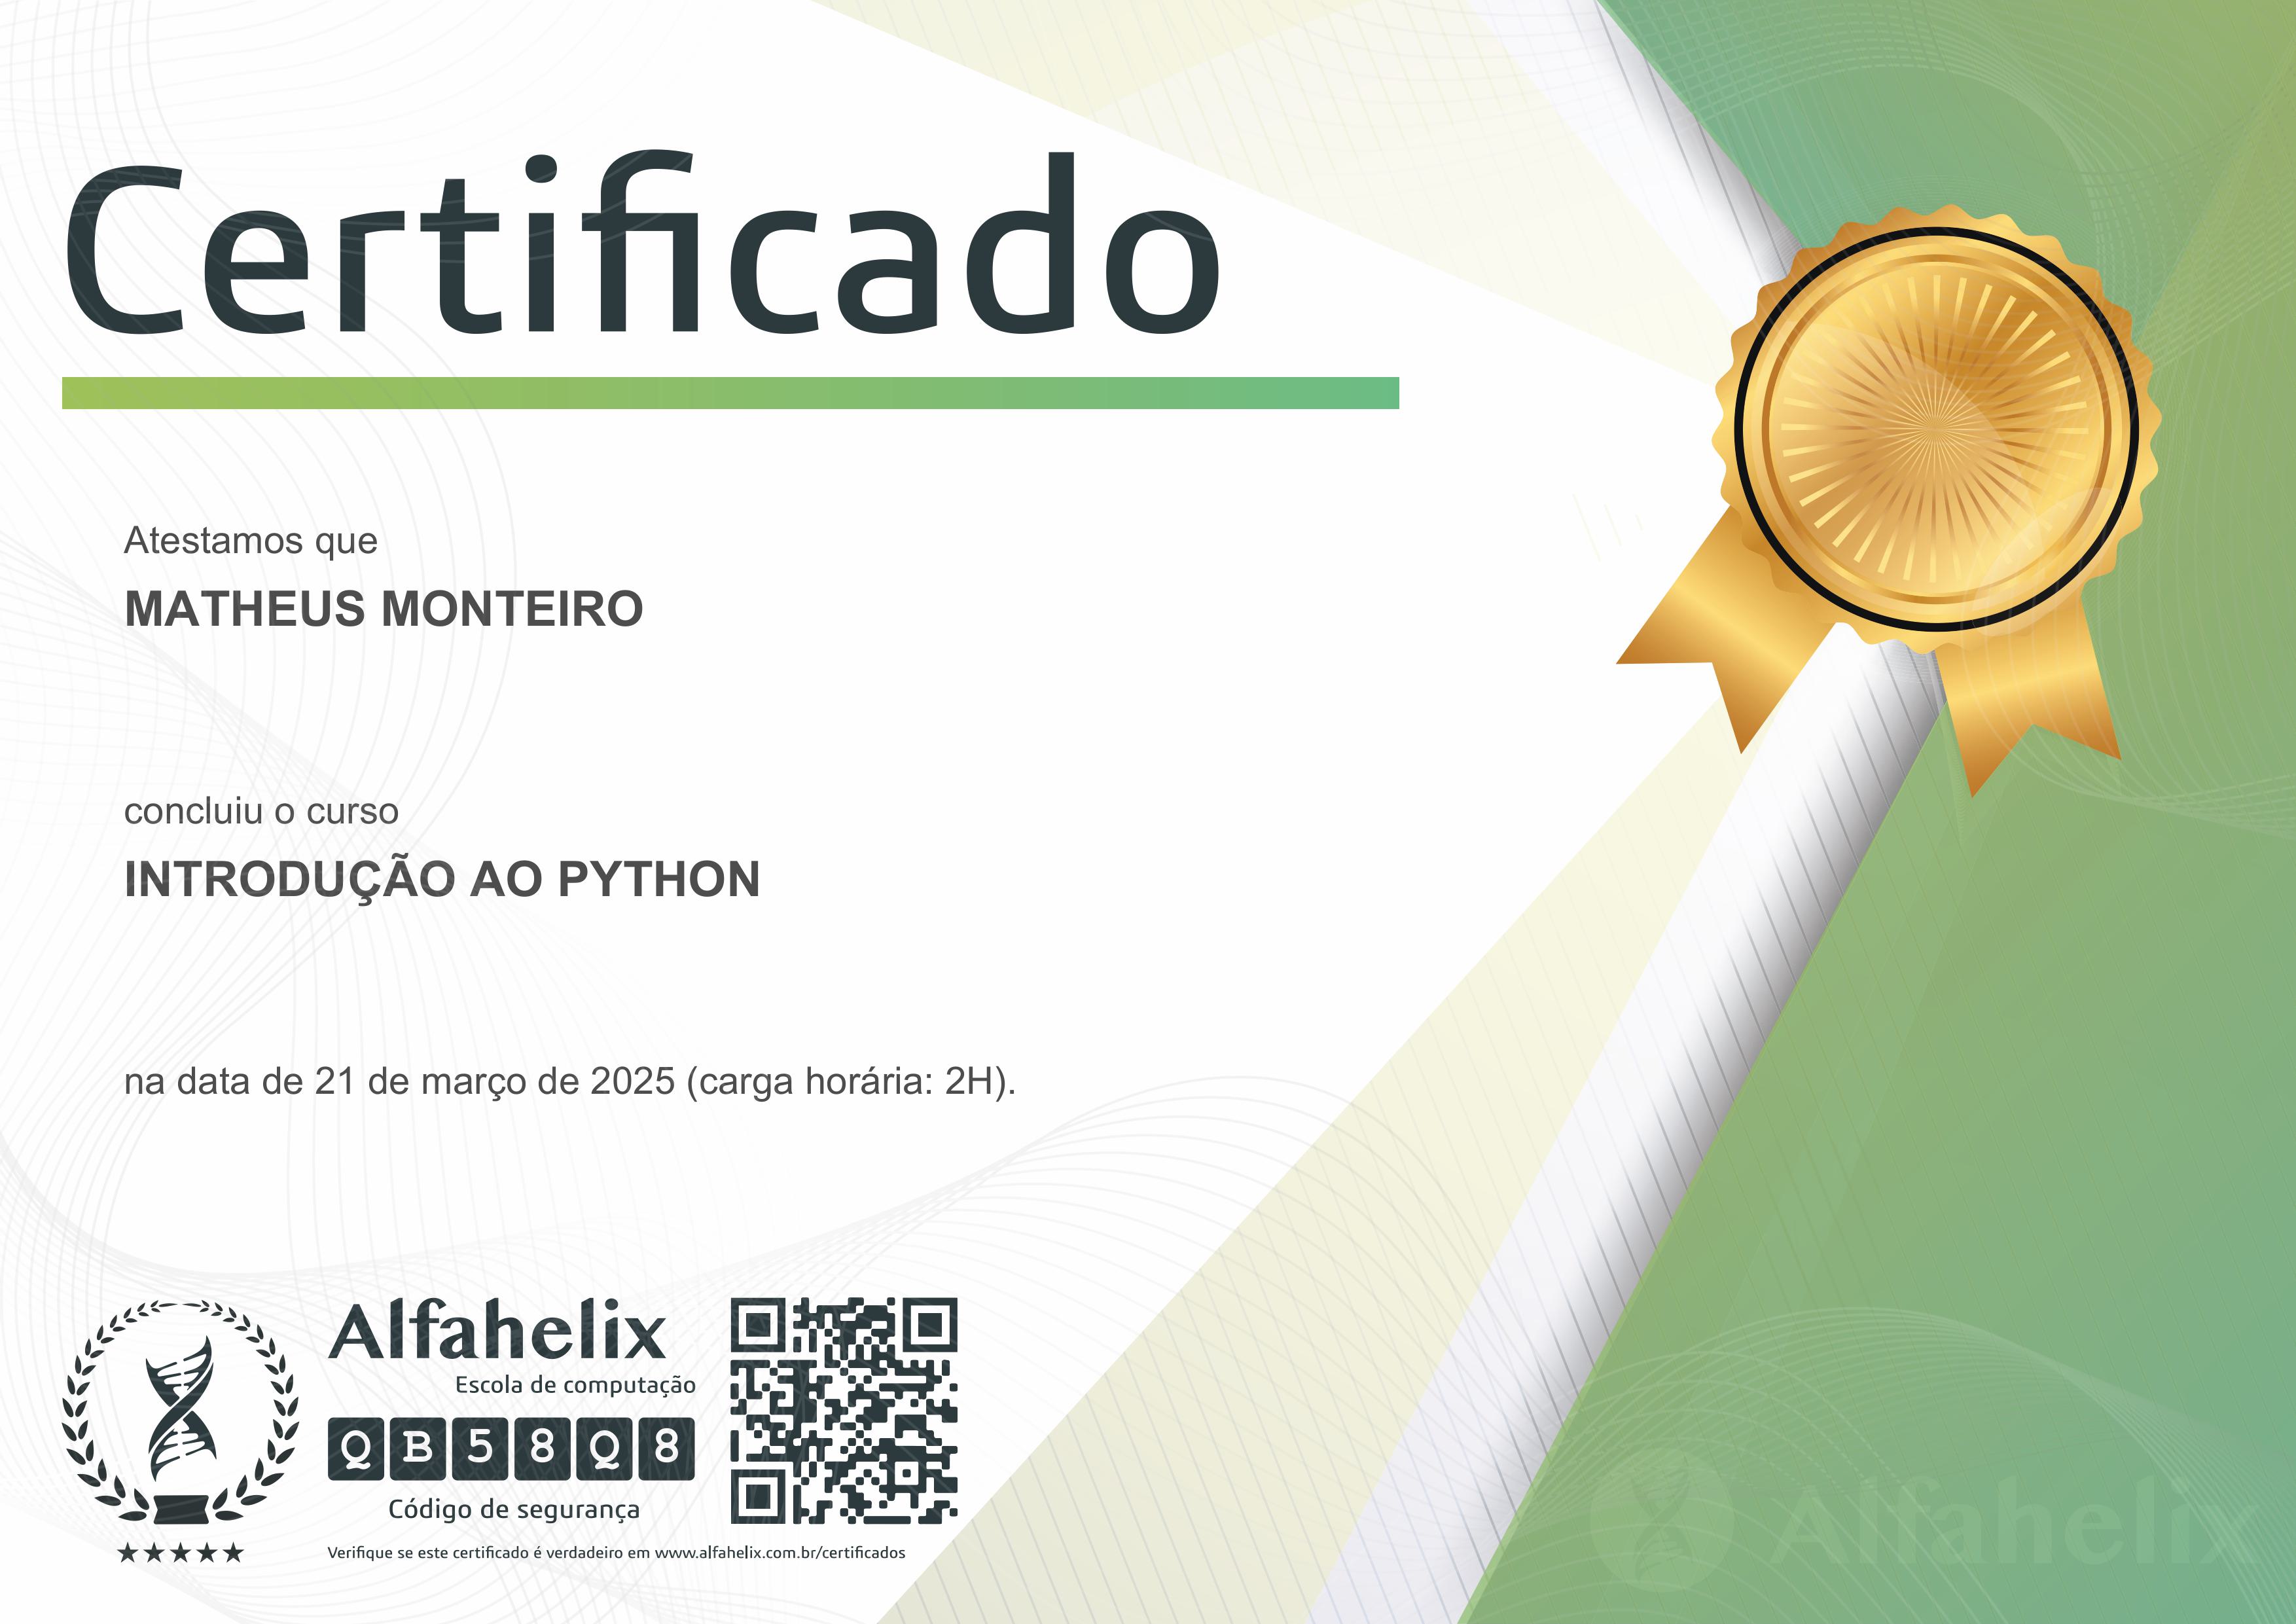 Certificado
Atestamos que
MATHEUS MONTEIRO
concluiu o curso
INTRODUÇÃO AO PYTHON
na data de 21 de março de 2025 (carga horária: 2H).
Alfahelix
Escola de computação
QB58Q8
Código de segurança
Verifique se este certificado é verdadeiro em www.alfahelix.com.br/certificados
Alfahelix